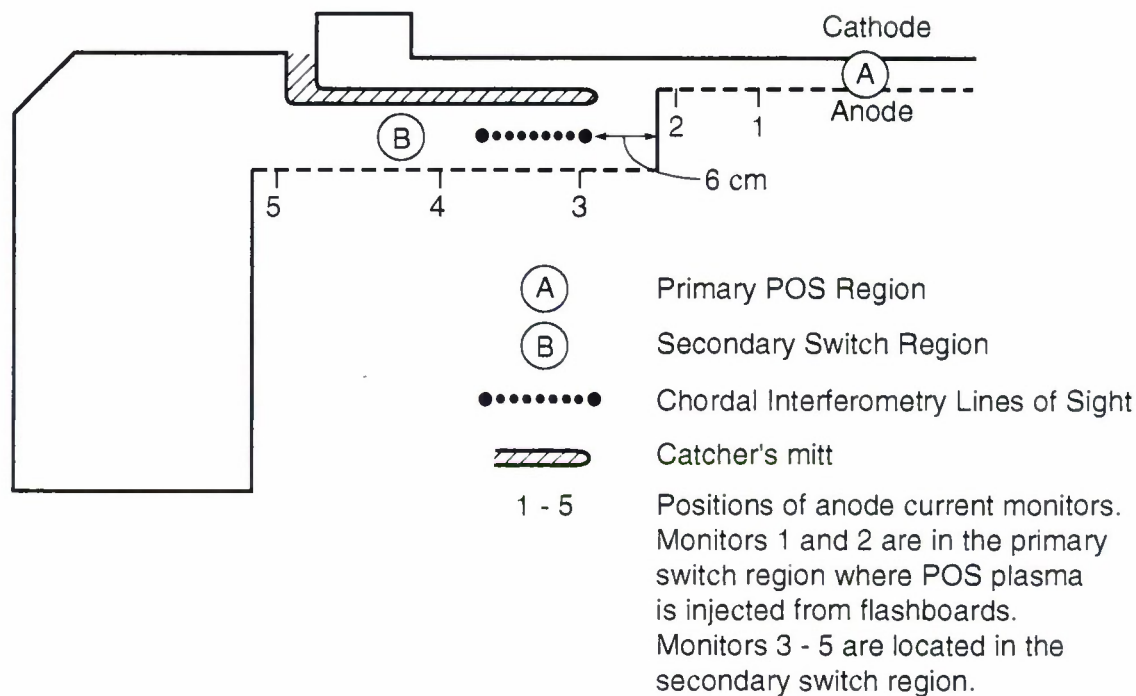 Cathode
A
Anode
2
1
B
6 cm
5
4
3
A Primary POS Region
B Secondary Switch Region
Chordal Interferometry Lines of Sight
Catcher's mitt
1 - 5 Positions of anode current monitors.
Monitors 1 and 2 are in the primary
switch region where POS plasma
is injected from flashboards.
Monitors 3 - 5 are located in the
secondary switch region.